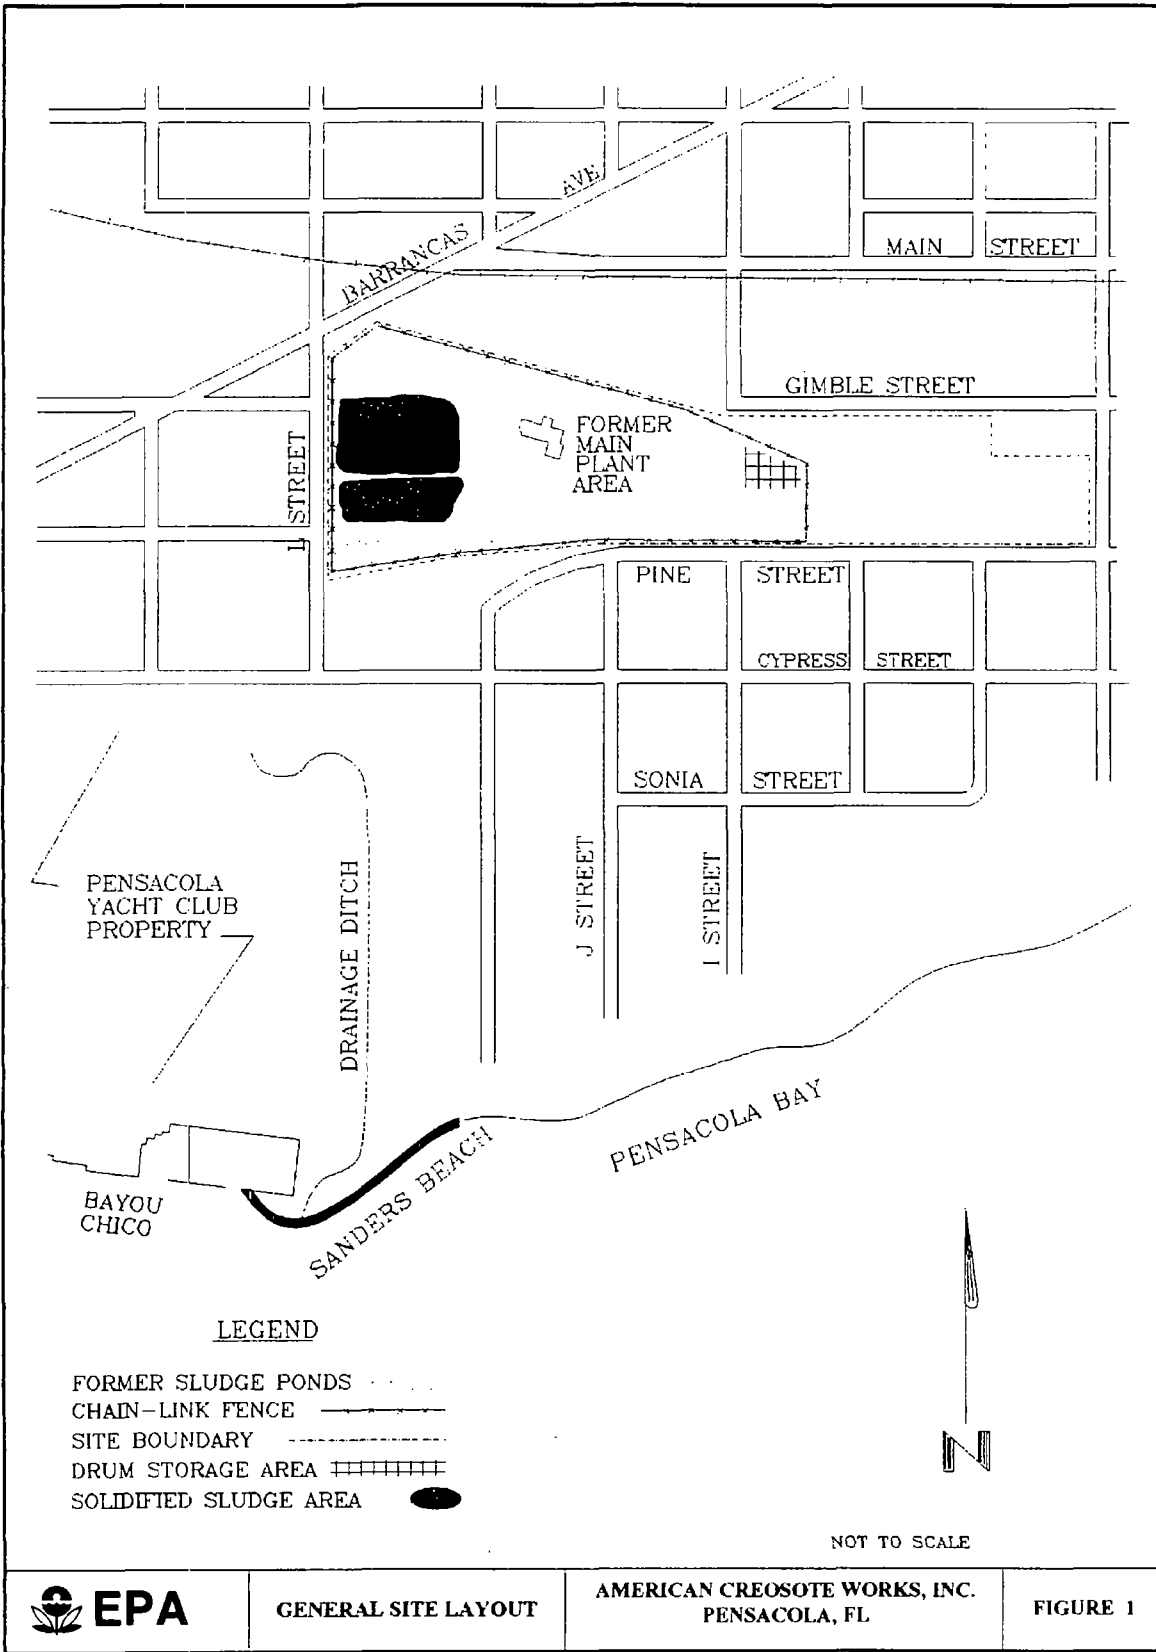 AVE
BARRANCAS
MAIN STREET
GIMBLE STREET
FORMER
MAIN
PLANT
AREA
L STREET
PINE STREET
CYPRESS STREET
SONIA STREET
PENSACOLA
YACHT CLUB
PROPERTY
DRAINAGE DITCH
J STREET
I STREET
PENSACOLA BAY
SANDERS BEACH
BAYOU
CHICO
LEGEND
FORMER SLUDGE PONDS
CHAIN-LINK FENCE
SITE BOUNDARY
DRUM STORAGE AREA
SOLIDIFIED SLUDGE AREA
N
NOT TO SCALE
EPA
GENERAL SITE LAYOUT
AMERICAN CREOSOTE WORKS, INC.
PENSACOLA, FL
FIGURE 1